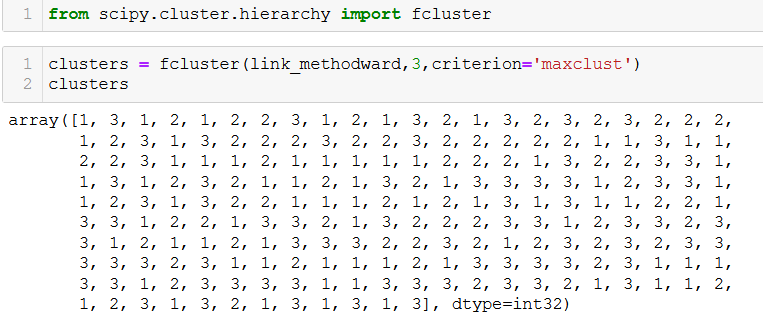 1 from scipy.cluster.hierarchy import fcluster
1 clusters = fcluster(link_methodward,3,criterion='maxclust')
2 clusters
array([1, 3, 1, 2, 1, 2, 2, 3, 1, 2, 1, 3, 2, 1, 3, 2, 3, 2, 3, 2, 2, 2,
1, 2, 3, 1, 3, 2, 2, 2, 3, 2, 2, 3, 2, 2, 2, 2, 2, 1, 1, 3, 1, 1,
2, 2, 3, 1, 1, 1, 2, 1, 1, 1, 1, 1, 2, 2, 2, 1, 3, 2, 2, 3, 3, 1,
1, 3, 1, 2, 3, 2, 1, 1, 2, 1, 3, 2, 1, 3, 3, 3, 3, 1, 2, 3, 3, 1,
1, 2, 3, 1, 3, 2, 2, 1, 1, 1, 2, 1, 2, 1, 3, 1, 3, 1, 1, 2, 2, 1,
3, 3, 1, 2, 2, 1, 3, 3, 2, 1, 3, 2, 2, 2, 3, 3, 1, 2, 3, 3, 2, 3,
3, 1, 2, 1, 1, 2, 1, 3, 3, 3, 2, 2, 3, 2, 1, 2, 3, 2, 3, 2, 3, 3,
3, 3, 3, 2, 3, 1, 1, 2, 1, 1, 1, 2, 1, 3, 3, 3, 3, 2, 3, 1, 1, 1,
3, 3, 1, 2, 3, 3, 3, 3, 1, 1, 3, 3, 3, 2, 3, 3, 2, 1, 3, 1, 1, 2,
1, 2, 3, 1, 3, 2, 1, 3, 1, 3, 1, 3], dtype=int32)